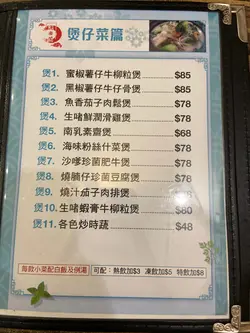 煲仔菜篇
煲1. 蜜椒薯仔牛柳粒煲 $85
煲2. 黑椒薯仔牛仔骨煲 $85
煲3. 魚香茄子肉鬆煲 $78
煲4. 生啫鮮潤滑雞煲 $78
煲5. 南乳素齋煲 $68
煲6. 海味粉絲什菜煲 $78
煲7. 沙嗲珍菌肥牛煲 $78
煲8. 燒腩仔珍菌豆腐煲 $78
煲9. 燒汁茄子肉排煲 $78
煲10. 生啫蝦膏牛柳粒煲 $80
煲11. 各色炒時蔬 $48
每款小菜配白飯及例湯 可配：熱飲加$3 凍飲加$5 特飲加$8